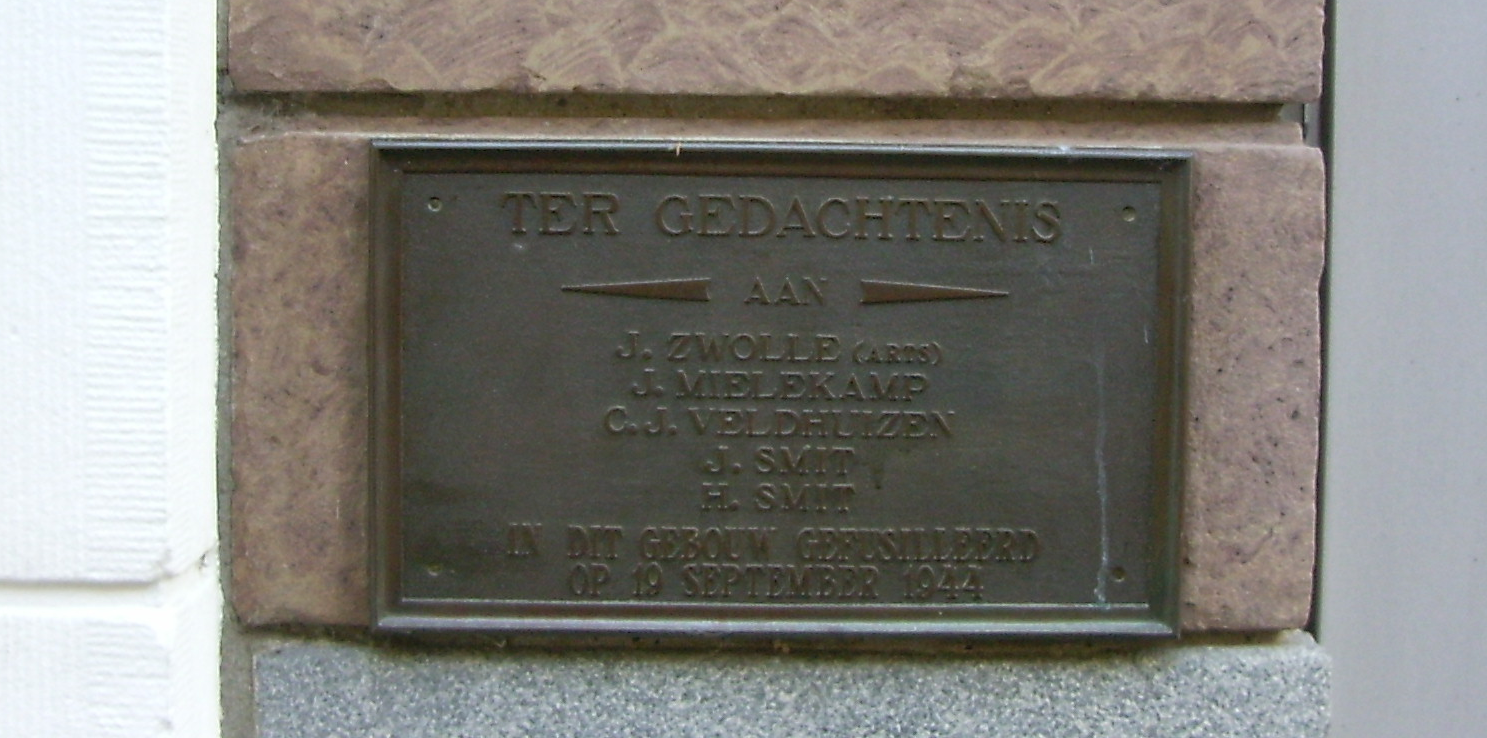 TER GEDACHTENIS
AAN
J. ZWOLLE (ARTS)
J. MIELEKAMP
C.J. VELDHUIZEN
J. SMIT
H. SMIT
IN DIT GEBOUW GEFUSILLEERD
OP 19 SEPTEMBER 1944